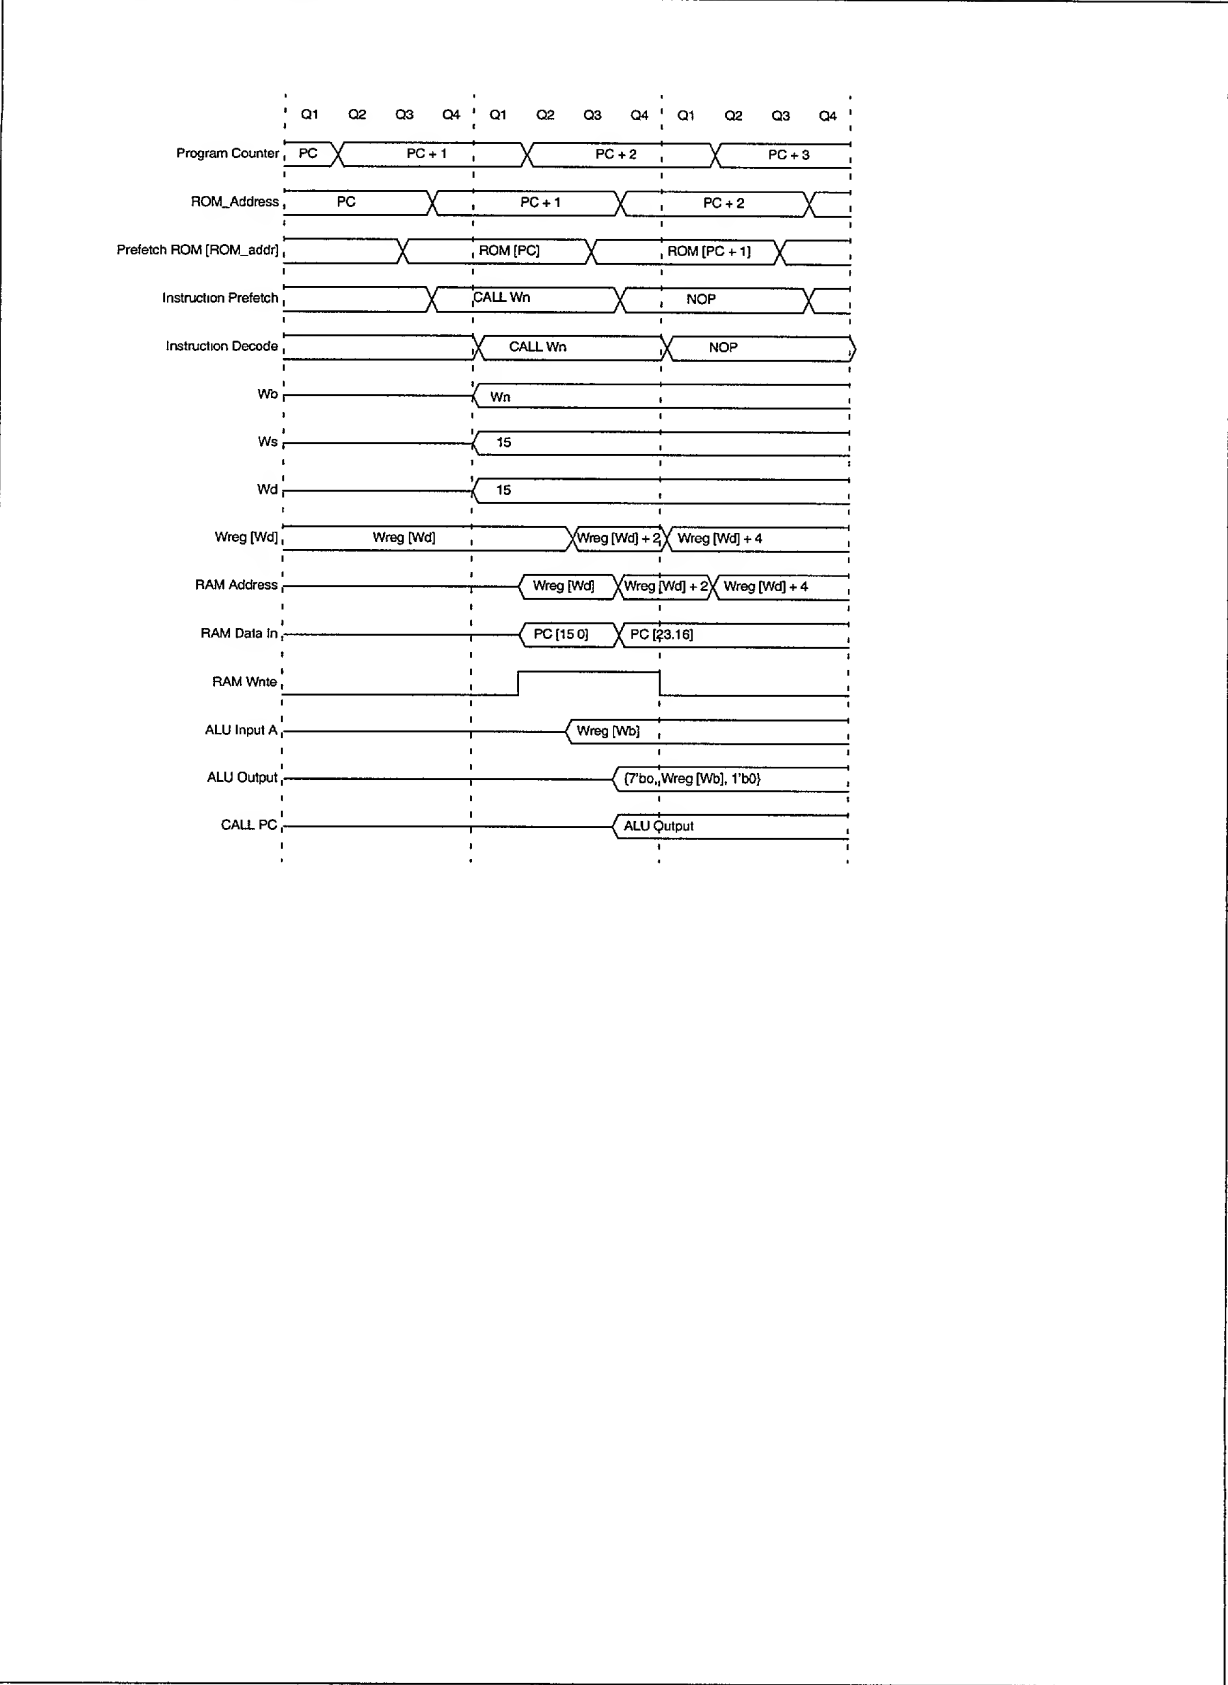 Q1 Q2 Q3 Q4 Q1 Q2 Q3 Q4 Q1 Q2 Q3 Q4
Program Counter PC PC + 1 PC + 2 PC + 3
ROM_Address PC PC + 1 PC + 2
Prefetch ROM [ROM_addr] ROM [PC] ROM [PC + 1]
Instruction Prefetch CALL Wn NOP
Instruction Decode CALL Wn NOP
Wb Wn
Ws 15
Wd 15
Wreg [Wd] Wreg [Wd] Wreg [Wd] + 2 Wreg [Wd] + 4
RAM Address Wreg [Wd] Wreg [Wd] + 2 Wreg [Wd] + 4
RAM Data In PC [15 0] PC [23.16]
RAM Wnte
ALU Input A Wreg [Wb]
ALU Output {7'bo,, Wreg [Wb], 1'b0}
CALL PC ALU Output